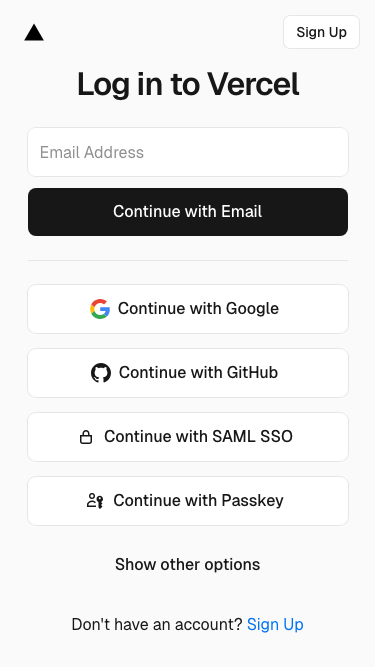 Sign Up
Log in to Vercel
Email Address
Continue with Email
Continue with Google
Continue with GitHub
Continue with SAML SSO
Continue with Passkey
Show other options
Don't have an account? Sign Up